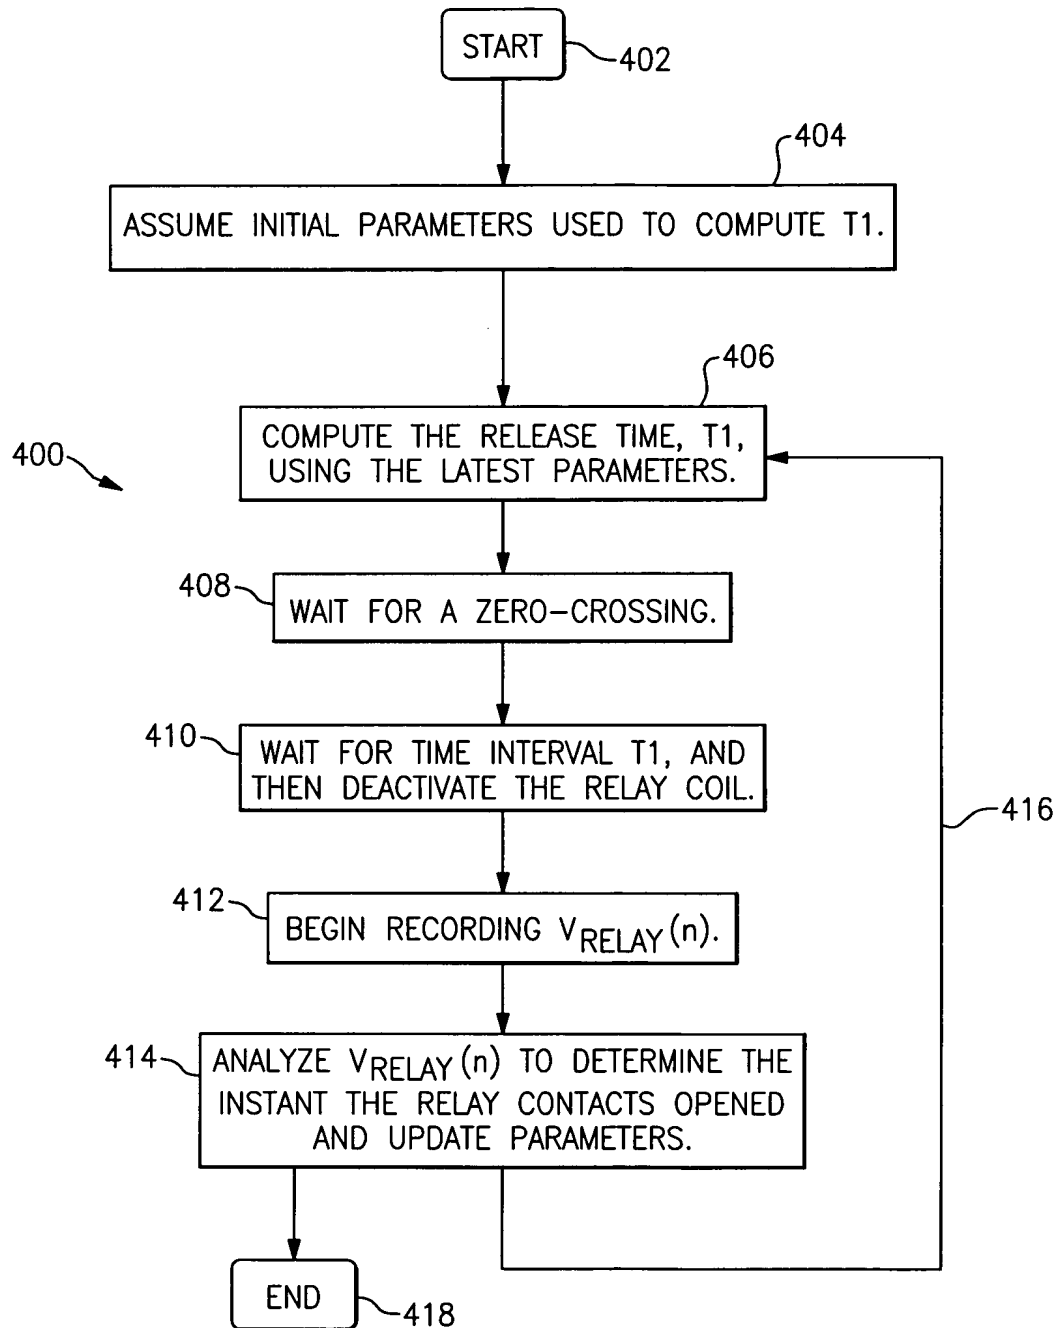 START
402
404
ASSUME INITIAL PARAMETERS USED TO COMPUTE T1.
406
COMPUTE THE RELEASE TIME, T1,
USING THE LATEST PARAMETERS.
400
408
WAIT FOR A ZERO-CROSSING.
410
WAIT FOR TIME INTERVAL T1, AND
THEN DEACTIVATE THE RELAY COIL.
416
412
BEGIN RECORDING VRELAY(n).
414
ANALYZE VRELAY(n) TO DETERMINE THE
INSTANT THE RELAY CONTACTS OPENED
AND UPDATE PARAMETERS.
END
418